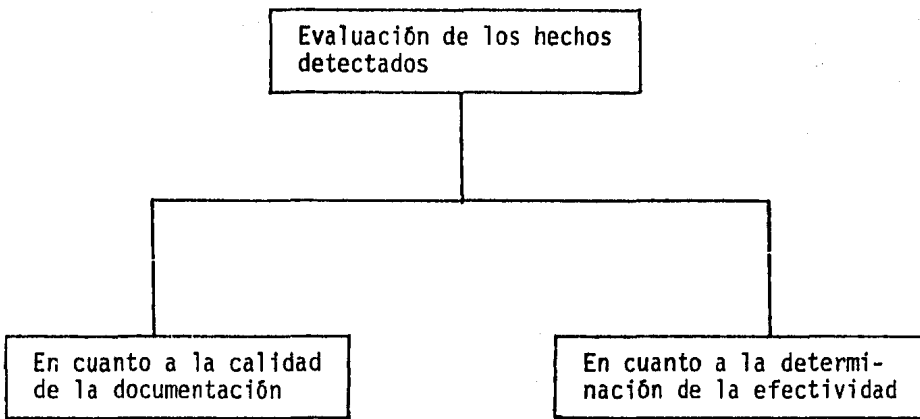 Evaluación de los hechos
detectados
En cuanto a la calidad
de la documentación
En cuanto a la determi-
nación de la efectividad